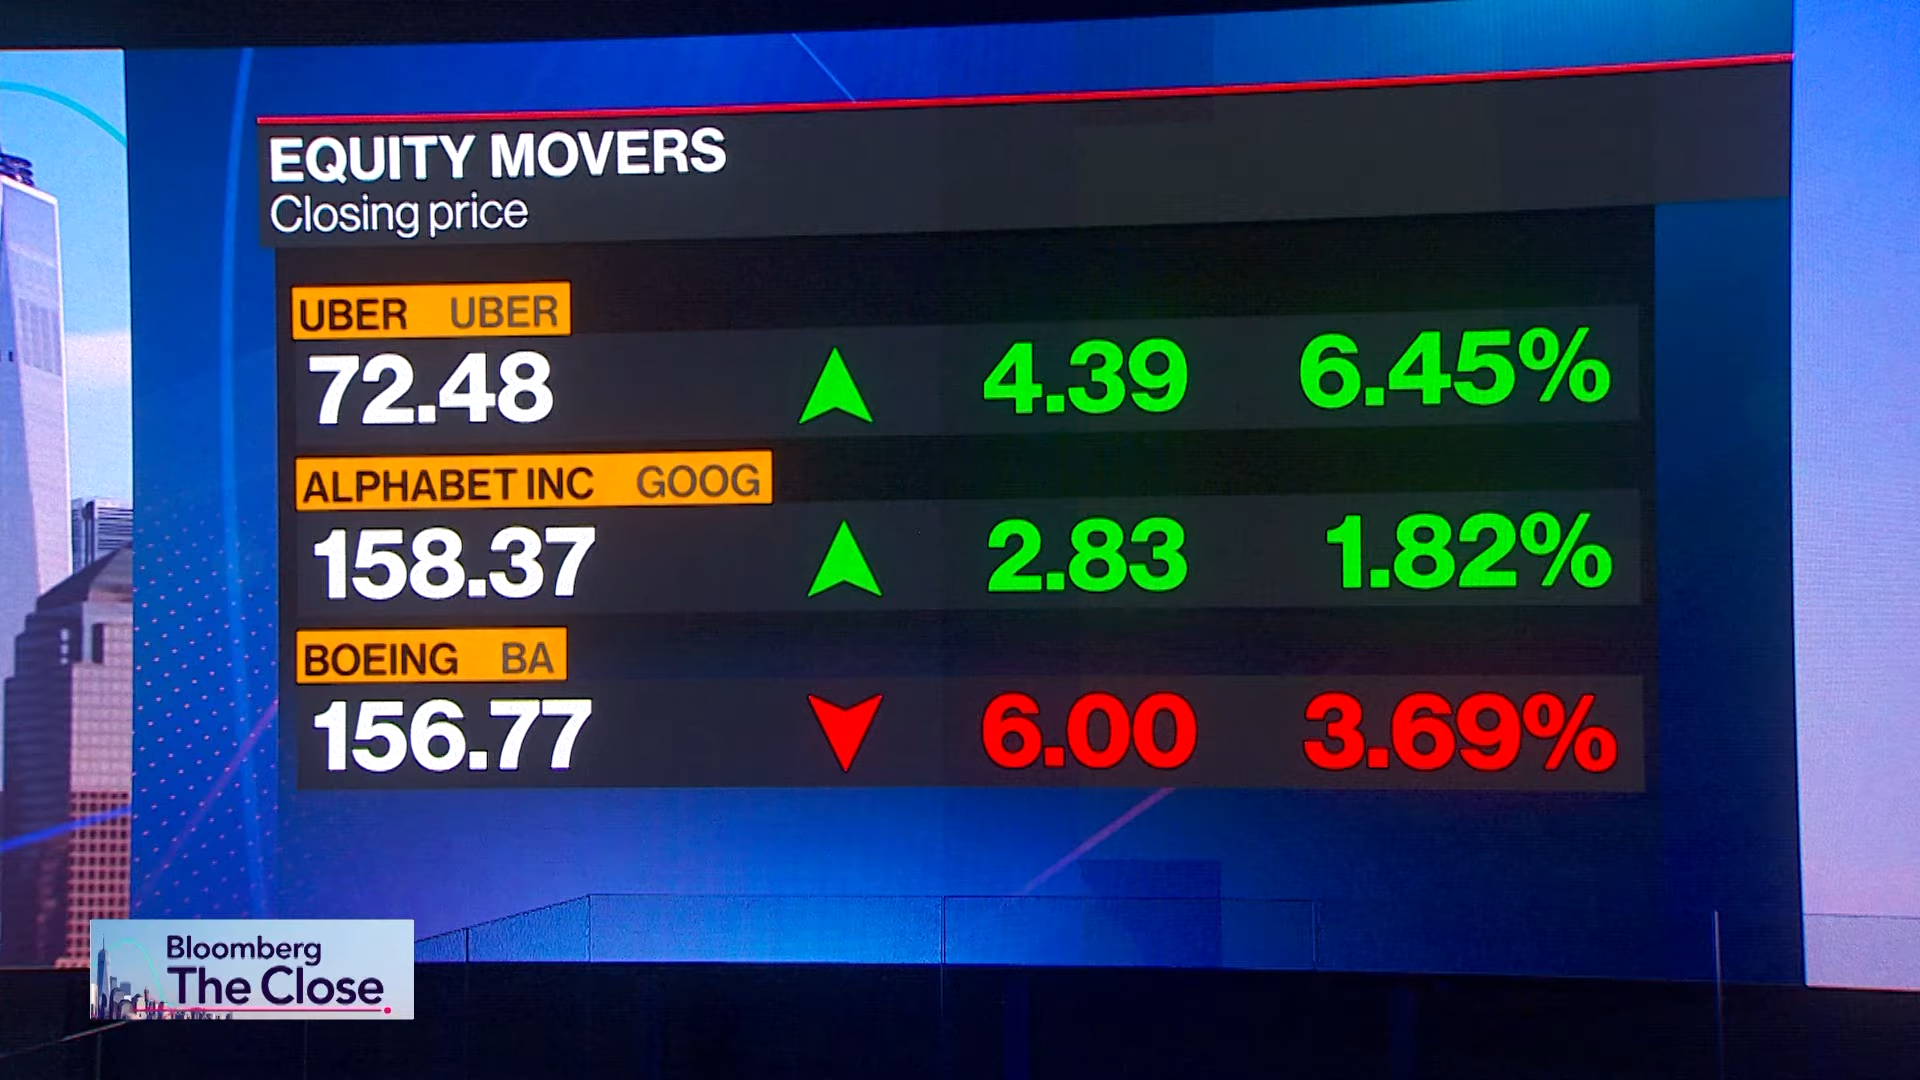 EQUITY MOVERS
Closing price
UBER UBER
72.48 4.39 6.45%
ALPHABET INC GOOG
158.37 2.83 1.82%
BOEING BA
156.77 6.00 3.69%
Bloomberg
The Close